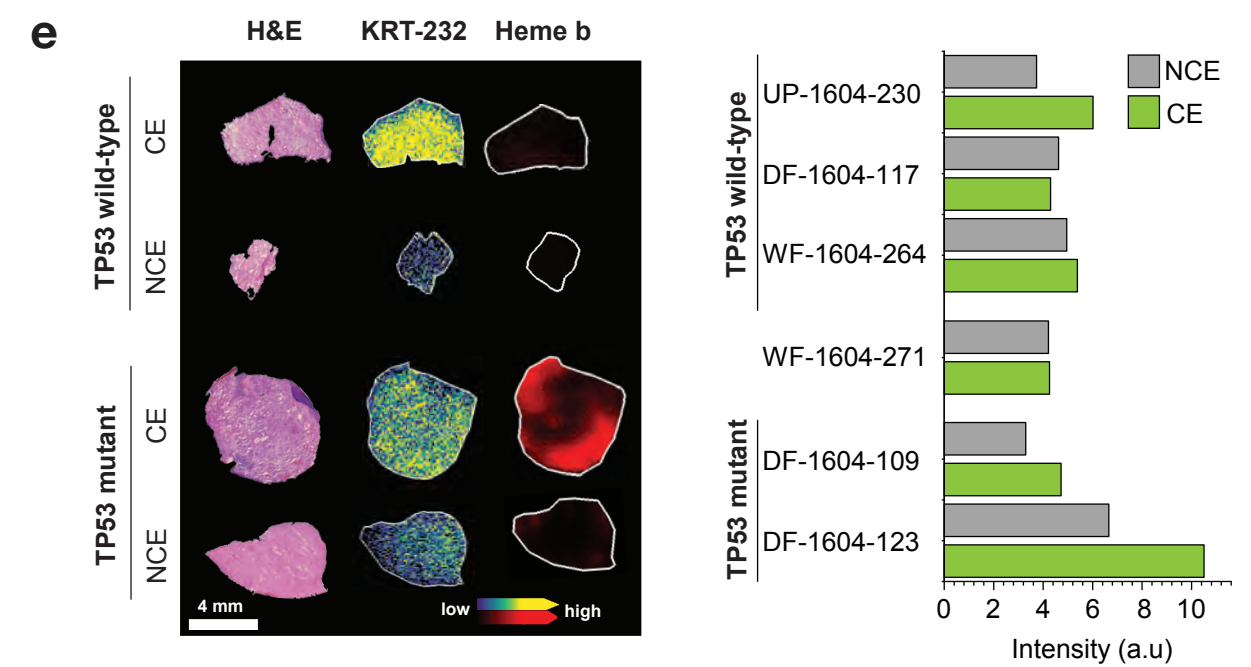 e
H&E KRT-232 Heme b
TP53 wild-type
CE
NCE
TP53 mutant
CE
NCE
4 mm
low high
NCE
CE
TP53 wild-type
UP-1604-230
DF-1604-117
WF-1604-264
WF-1604-271
TP53 mutant
DF-1604-109
DF-1604-123
0 2 4 6 8 10
Intensity (a.u)